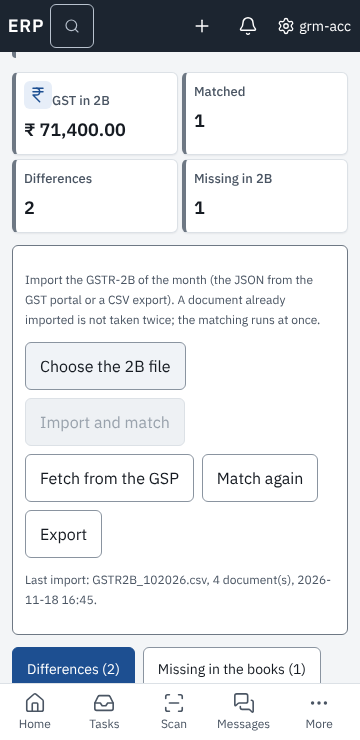 ERP
grm-acc
₹ GST in 2B
₹ 71,400.00
Matched
1
Differences
2
Missing in 2B
1
Import the GSTR-2B of the month (the JSON from the
GST portal or a CSV export). A document already
imported is not taken twice; the matching runs at once.
Choose the 2B file
Import and match
Fetch from the GSP
Match again
Export
Last import: GSTR2B_102026.csv, 4 document(s), 2026-
11-18 16:45.
Differences (2)
Missing in the books (1)
Home
Tasks
Scan
Messages
More